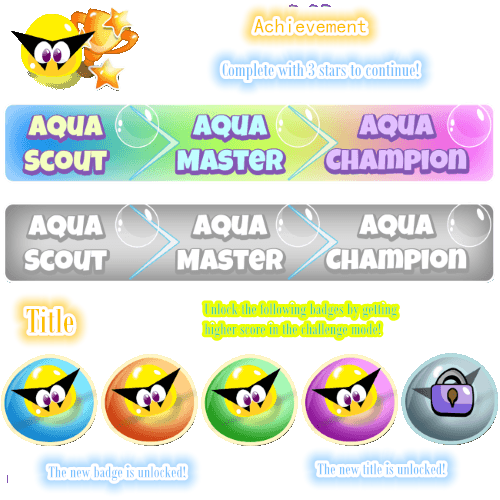 Achievement
Complete with 3 stars to continue!
AQUA SCOUT
AQUA MASTER
AQUA CHAMPION
AQUA SCOUT
AQUA MASTER
AQUA CHAMPION
Title
Unlock the following badges by getting
higher score in the challenge mode!
The new badge is unlocked!
The new title is unlocked!